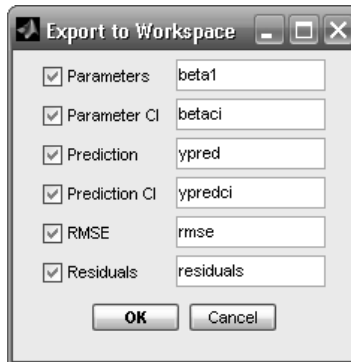 Export to Workspace
Parameters beta1
Parameter CI betaci
Prediction ypred
Prediction CI ypredci
RMSE rmse
Residuals residuals
OK Cancel